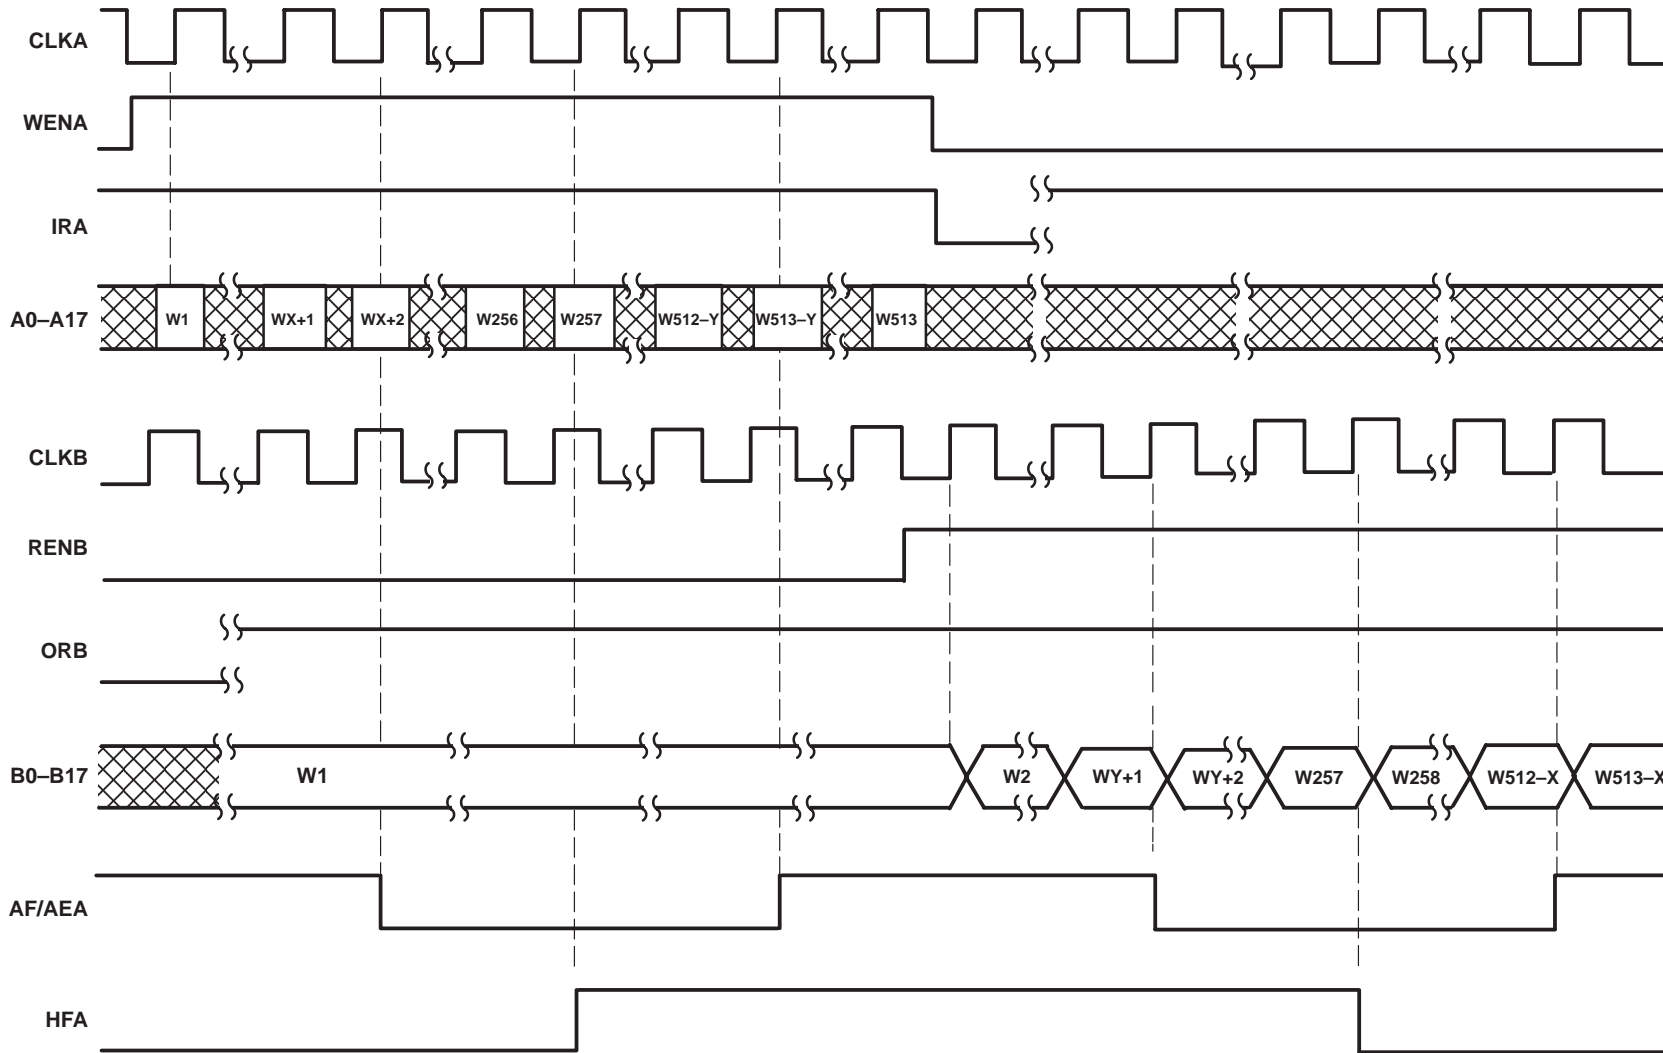 CLKA
WENA
IRA
A0–A17 W1 WX+1 WX+2 W256 W257 W512–Y W513–Y W513
CLKB
RENB
ORB
B0–B17 W1 W2 WY+1 WY+2 W257 W258 W512–X W513–X
AF/AEA
HFA